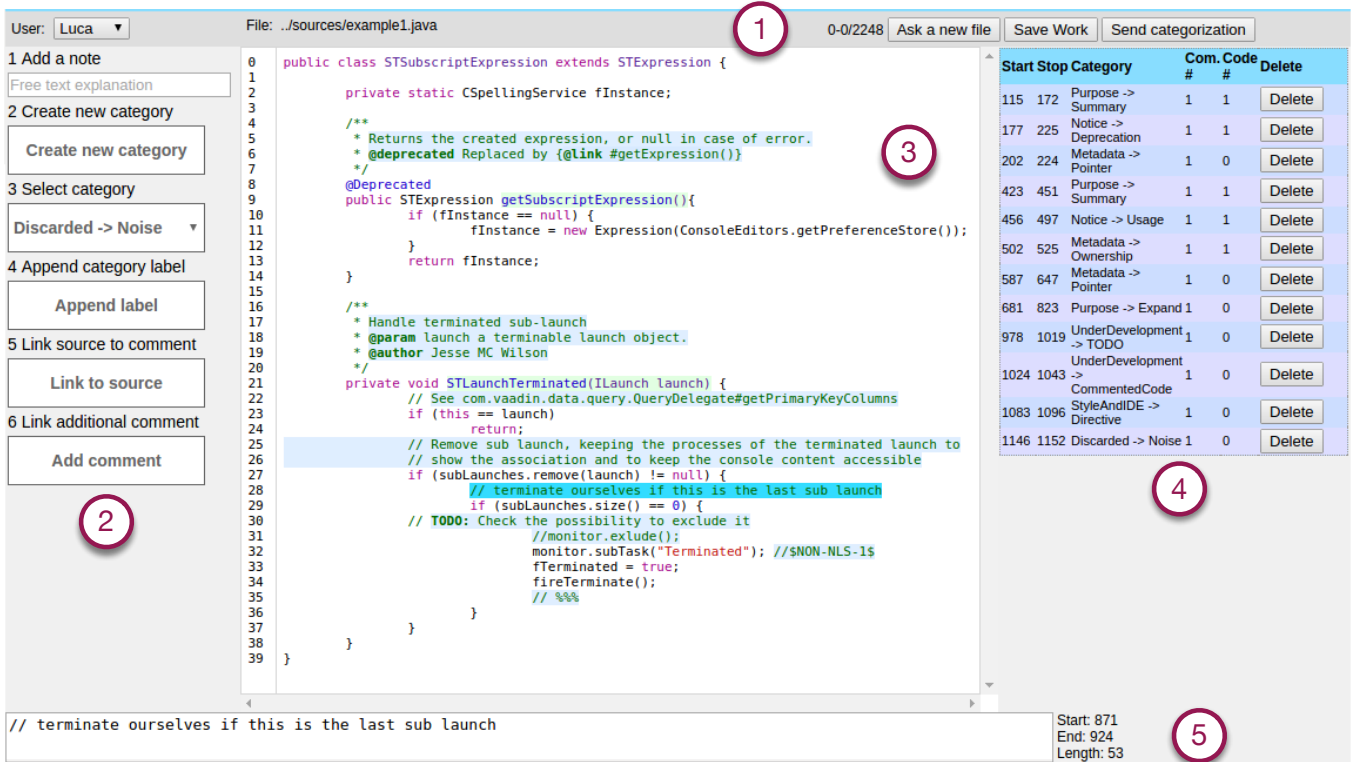 User: Luca ▼
File: ../sources/example1.java
1
0-0/2248
Ask a new file
Save Work
Send categorization
1 Add a note
Free text explanation
2 Create new category
Create new category
3 Select category
Discarded -> Noise ▼
4 Append category label
Append label
5 Link source to comment
Link to source
6 Link additional comment
Add comment
2
0 public class STSubscriptExpression extends STExpression {
1
2 private static CSpellingService fInstance;
3
4 /**
5 * Returns the created expression, or null in case of error.
6 * @deprecated Replaced by {@link #getExpression()}
7 */
8 @Deprecated
9 public STExpression getSubscriptExpression(){
10 if (fInstance == null) {
11 fInstance = new Expression(ConsoleEditors.getPreferenceStore());
12 }
13 return fInstance;
14 }
15
16 /**
17 * Handle terminated sub-launch
18 * @param launch a terminable launch object.
19 * @author Jesse MC Wilson
20 */
21 private void STLaunchTerminated(ILaunch launch) {
22 // See com.vaadin.data.query.QueryDelegate#getPrimaryKeyColumns
23 if (this == launch)
24 return;
25 // Remove sub launch, keeping the processes of the terminated launch to
26 // show the association and to keep the console content accessible
27 if (subLaunches.remove(launch) != null) {
28 // terminate ourselves if this is the last sub launch
29 if (subLaunches.size() == 0) {
30 // TODO: Check the possibility to exclude it
31 //monitor.exlude();
32 monitor.subTask("Terminated"); //$NON-NLS-1$
33 fTerminated = true;
34 fireTerminate();
35 // %%%
36 }
37 }
38 }
39 }
3
Start Stop Category Com. # Code # Delete
115 172 Purpose -> Summary 1 1 Delete
177 225 Notice -> Deprecation 1 1 Delete
202 224 Metadata -> Pointer 1 0 Delete
423 451 Purpose -> Summary 1 1 Delete
456 497 Notice -> Usage 1 1 Delete
502 525 Metadata -> Ownership 1 1 Delete
587 647 Metadata -> Pointer 1 0 Delete
681 823 Purpose -> Expand 1 0 Delete
978 1019 UnderDevelopment -> TODO 1 0 Delete
1024 1043 UnderDevelopment -> CommentedCode 1 0 Delete
1083 1096 StyleAndIDE -> Directive 1 0 Delete
1146 1152 Discarded -> Noise 1 0 Delete
4
// terminate ourselves if this is the last sub launch
Start: 871
End: 924
Length: 53
5